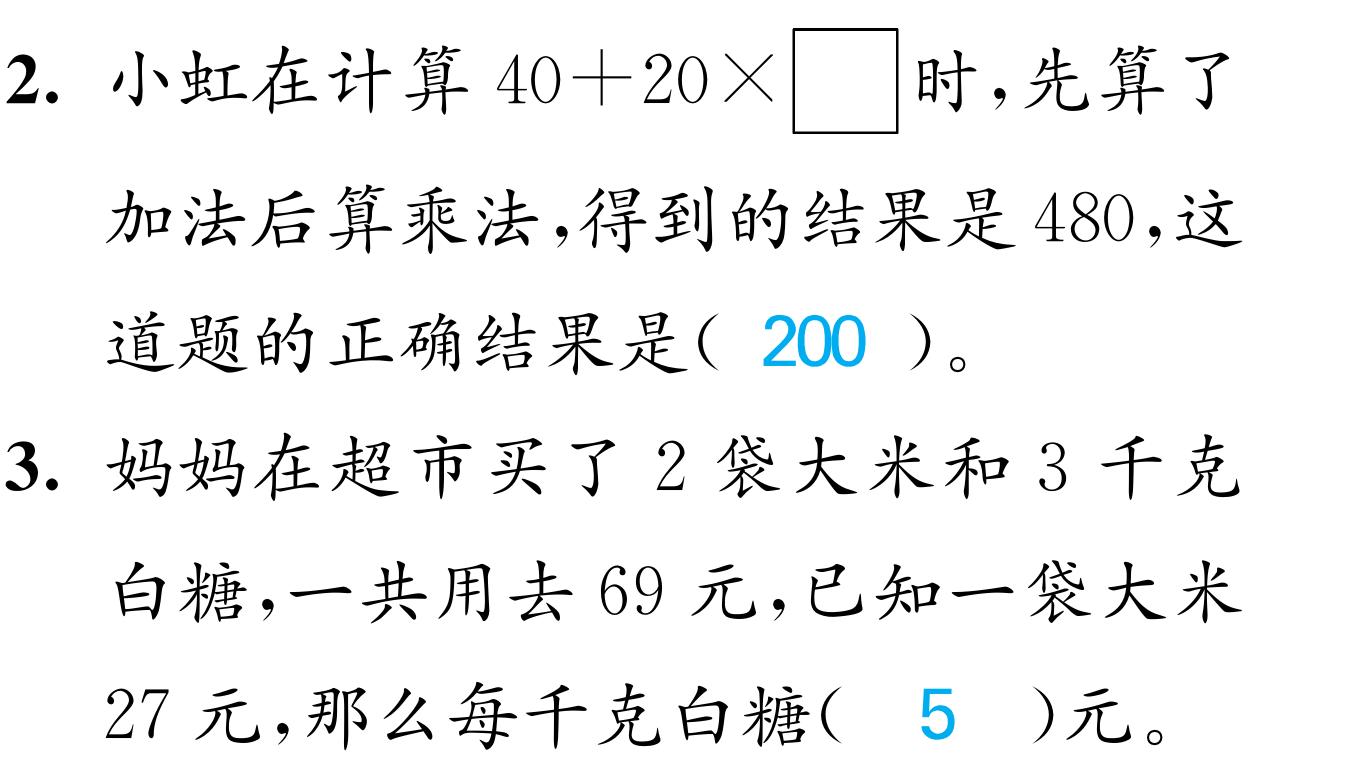 2. 小虹在计算 40+20×□时,先算了
加法后算乘法,得到的结果是 480,这
道题的正确结果是( 200 )。
3. 妈妈在超市买了 2 袋大米和 3 千克
白糖,一共用去 69 元,已知一袋大米
27 元,那么每千克白糖( 5 )元。